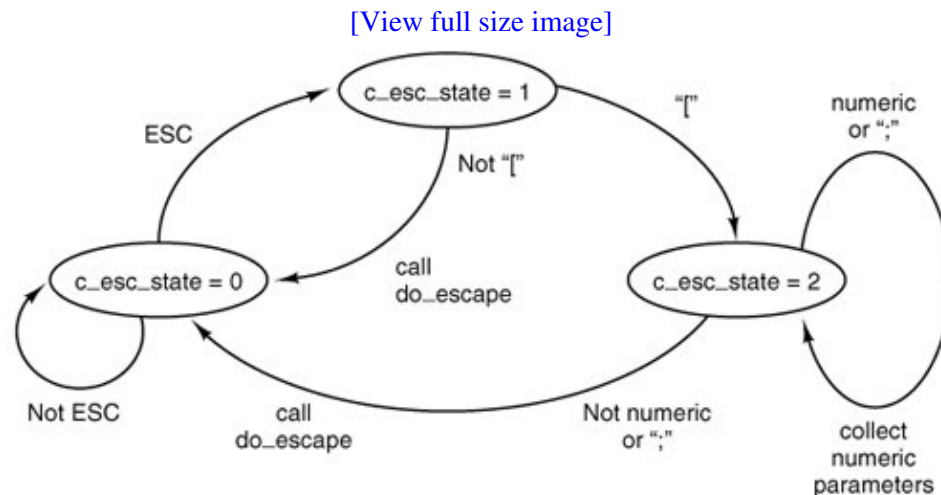 [View full size image]
c_esc_state = 1
"["
numeric
or ";"
ESC
Not "["
c_esc_state = 0
call
do_escape
c_esc_state = 2
Not ESC
call
do_escape
Not numeric
or ";"
collect
numeric
parameters